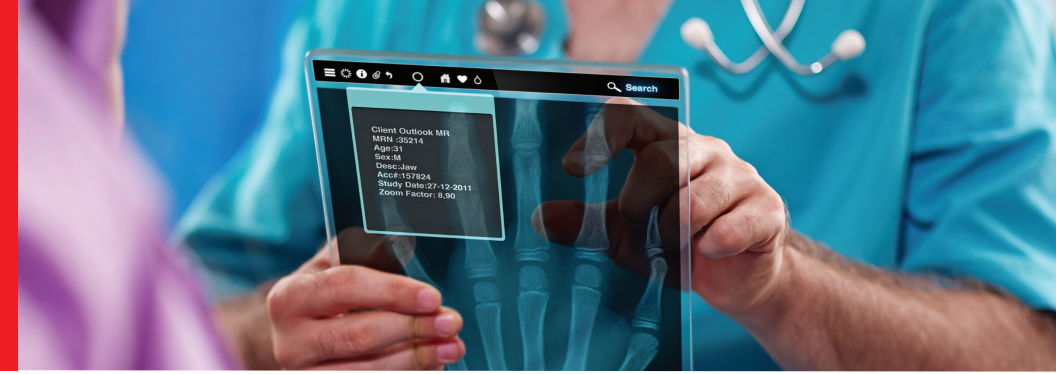 Search
Client Outlook MR
MRN :35214
Age:31
Sex:M
Desc:Jaw
Acc#:157824
Study Date:27-12-2011
Zoom Factor: 8,90